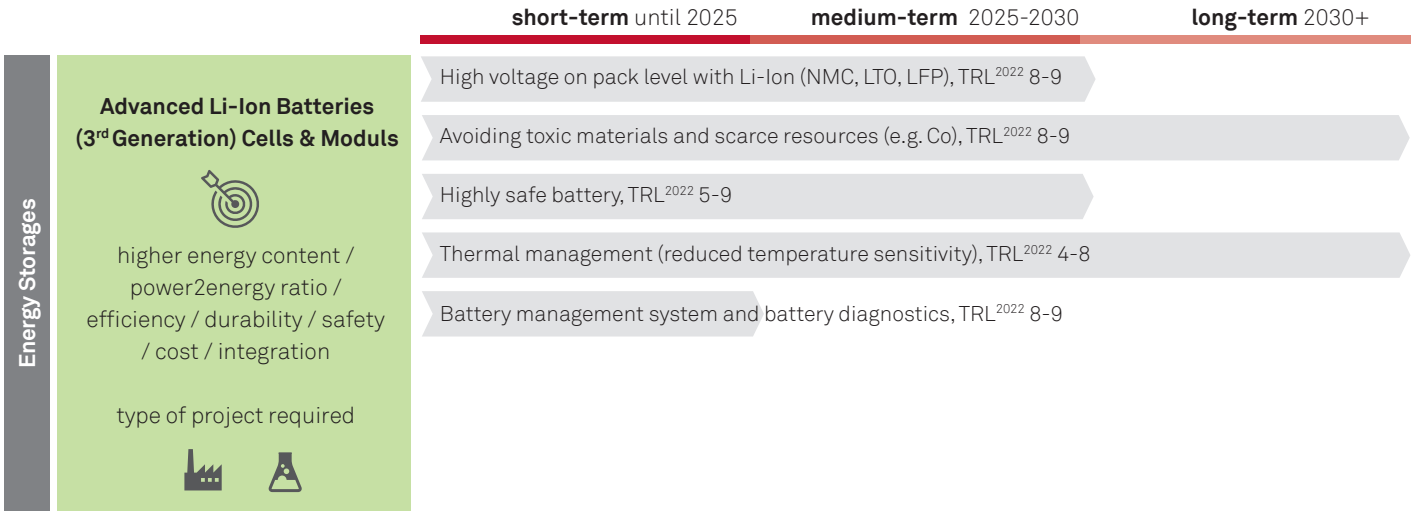 short-term until 2025
medium-term 2025-2030
long-term 2030+
Energy Storages
Advanced Li-Ion Batteries
(3rd Generation) Cells & Moduls
higher energy content /
power2energy ratio /
efficiency / durability / safety
/ cost / integration
type of project required
High voltage on pack level with Li-Ion (NMC, LTO, LFP), TRL2022 8-9
Avoiding toxic materials and scarce resources (e.g. Co), TRL2022 8-9
Highly safe battery, TRL2022 5-9
Thermal management (reduced temperature sensitivity), TRL2022 4-8
Battery management system and battery diagnostics, TRL2022 8-9